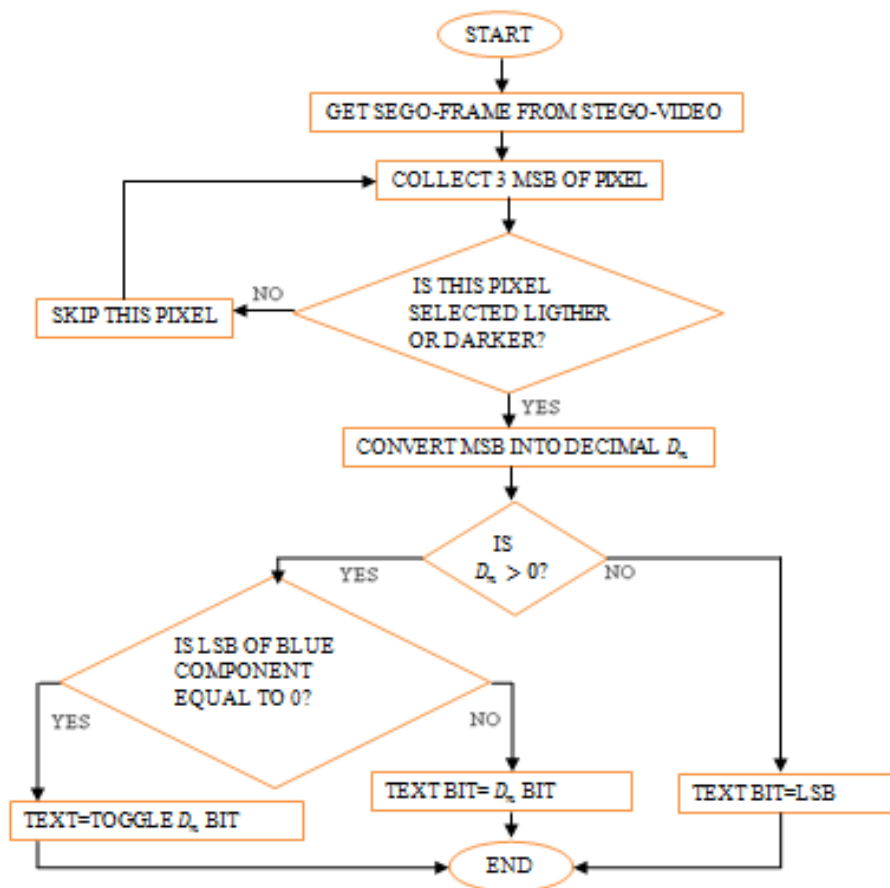 START
GET SEGO-FRAME FROM STEGO-VIDEO
COLLECT 3 MSB OF PIXEL
IS THIS PIXEL
SELECTED LIGTHER
OR DARKER?
NO
SKIP THIS PIXEL
YES
CONVERT MSB INTO DECIMAL Dₙ
IS
Dₙ > 0?
YES
NO
IS LSB OF BLUE
COMPONENT
EQUAL TO 0?
YES
NO
TEXT BIT= Dₙ BIT
TEXT BIT=LSB
TEXT=TOGGLE Dₙ BIT
END